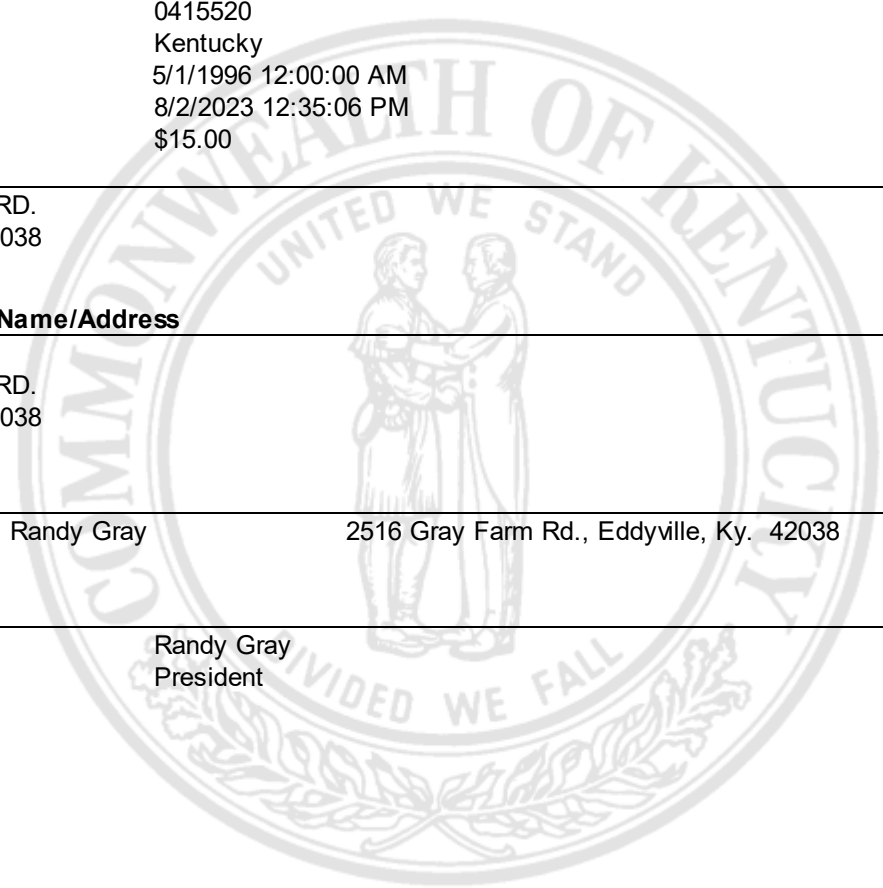 0415520
Kentucky
5/1/1996 12:00:00 AM
8/2/2023 12:35:06 PM
$15.00
RD.
038
Name/Address
RD.
038
Randy Gray 2516 Gray Farm Rd., Eddyville, Ky. 42038
Randy Gray
President
COMMONWEALTH OF KENTUCKY
UNITED WE STAND
DIVIDED WE FALL